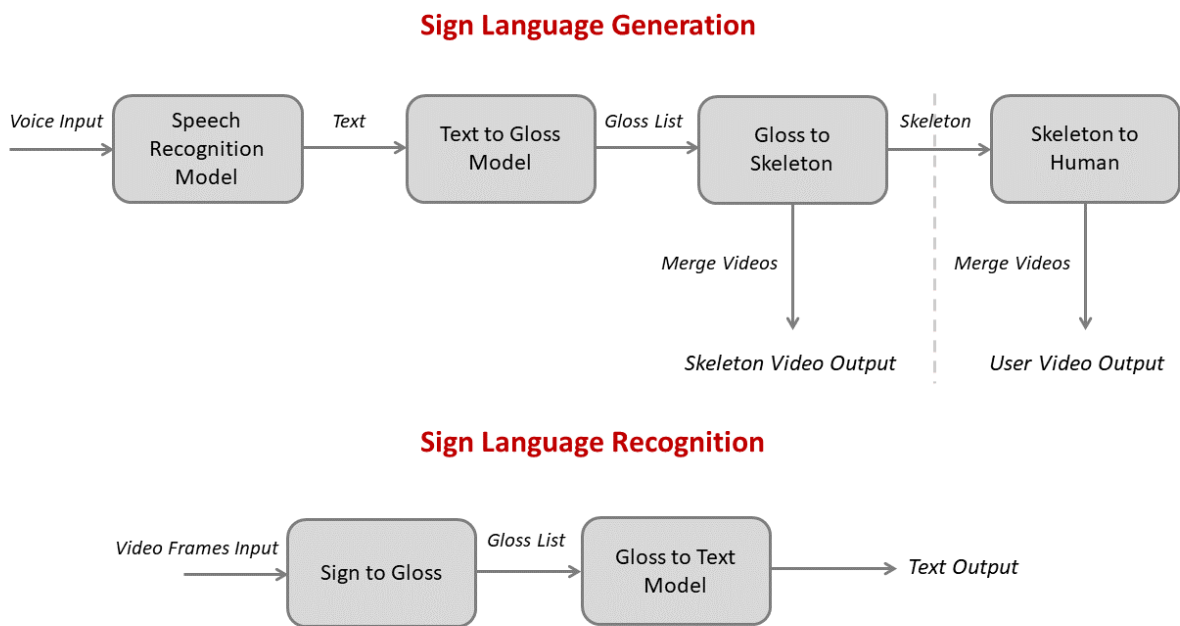 Sign Language Generation
Voice Input
Speech
Recognition
Model
Text
Text to Gloss
Model
Gloss List
Gloss to
Skeleton
Skeleton
Skeleton to
Human
Merge Videos
Merge Videos
Skeleton Video Output
User Video Output
Sign Language Recognition
Video Frames Input
Sign to Gloss
Gloss List
Gloss to Text
Model
Text Output